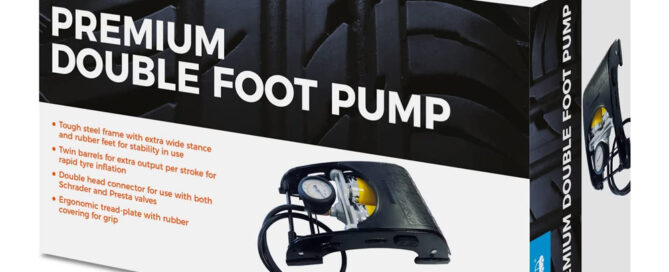 PREMIUM
DOUBLE FOOT PUMP
• Tough steel frame with extra wide stance
and rubber feet for stability in use
• Twin barrels for extra output per stroke for
rapid tyre inflation
• Double head connector for use with both
Schrader and Presta valves
• Ergonomic tread-plate with rubber
covering for grip
PREMIUM DOUBLE FOOT PUMP